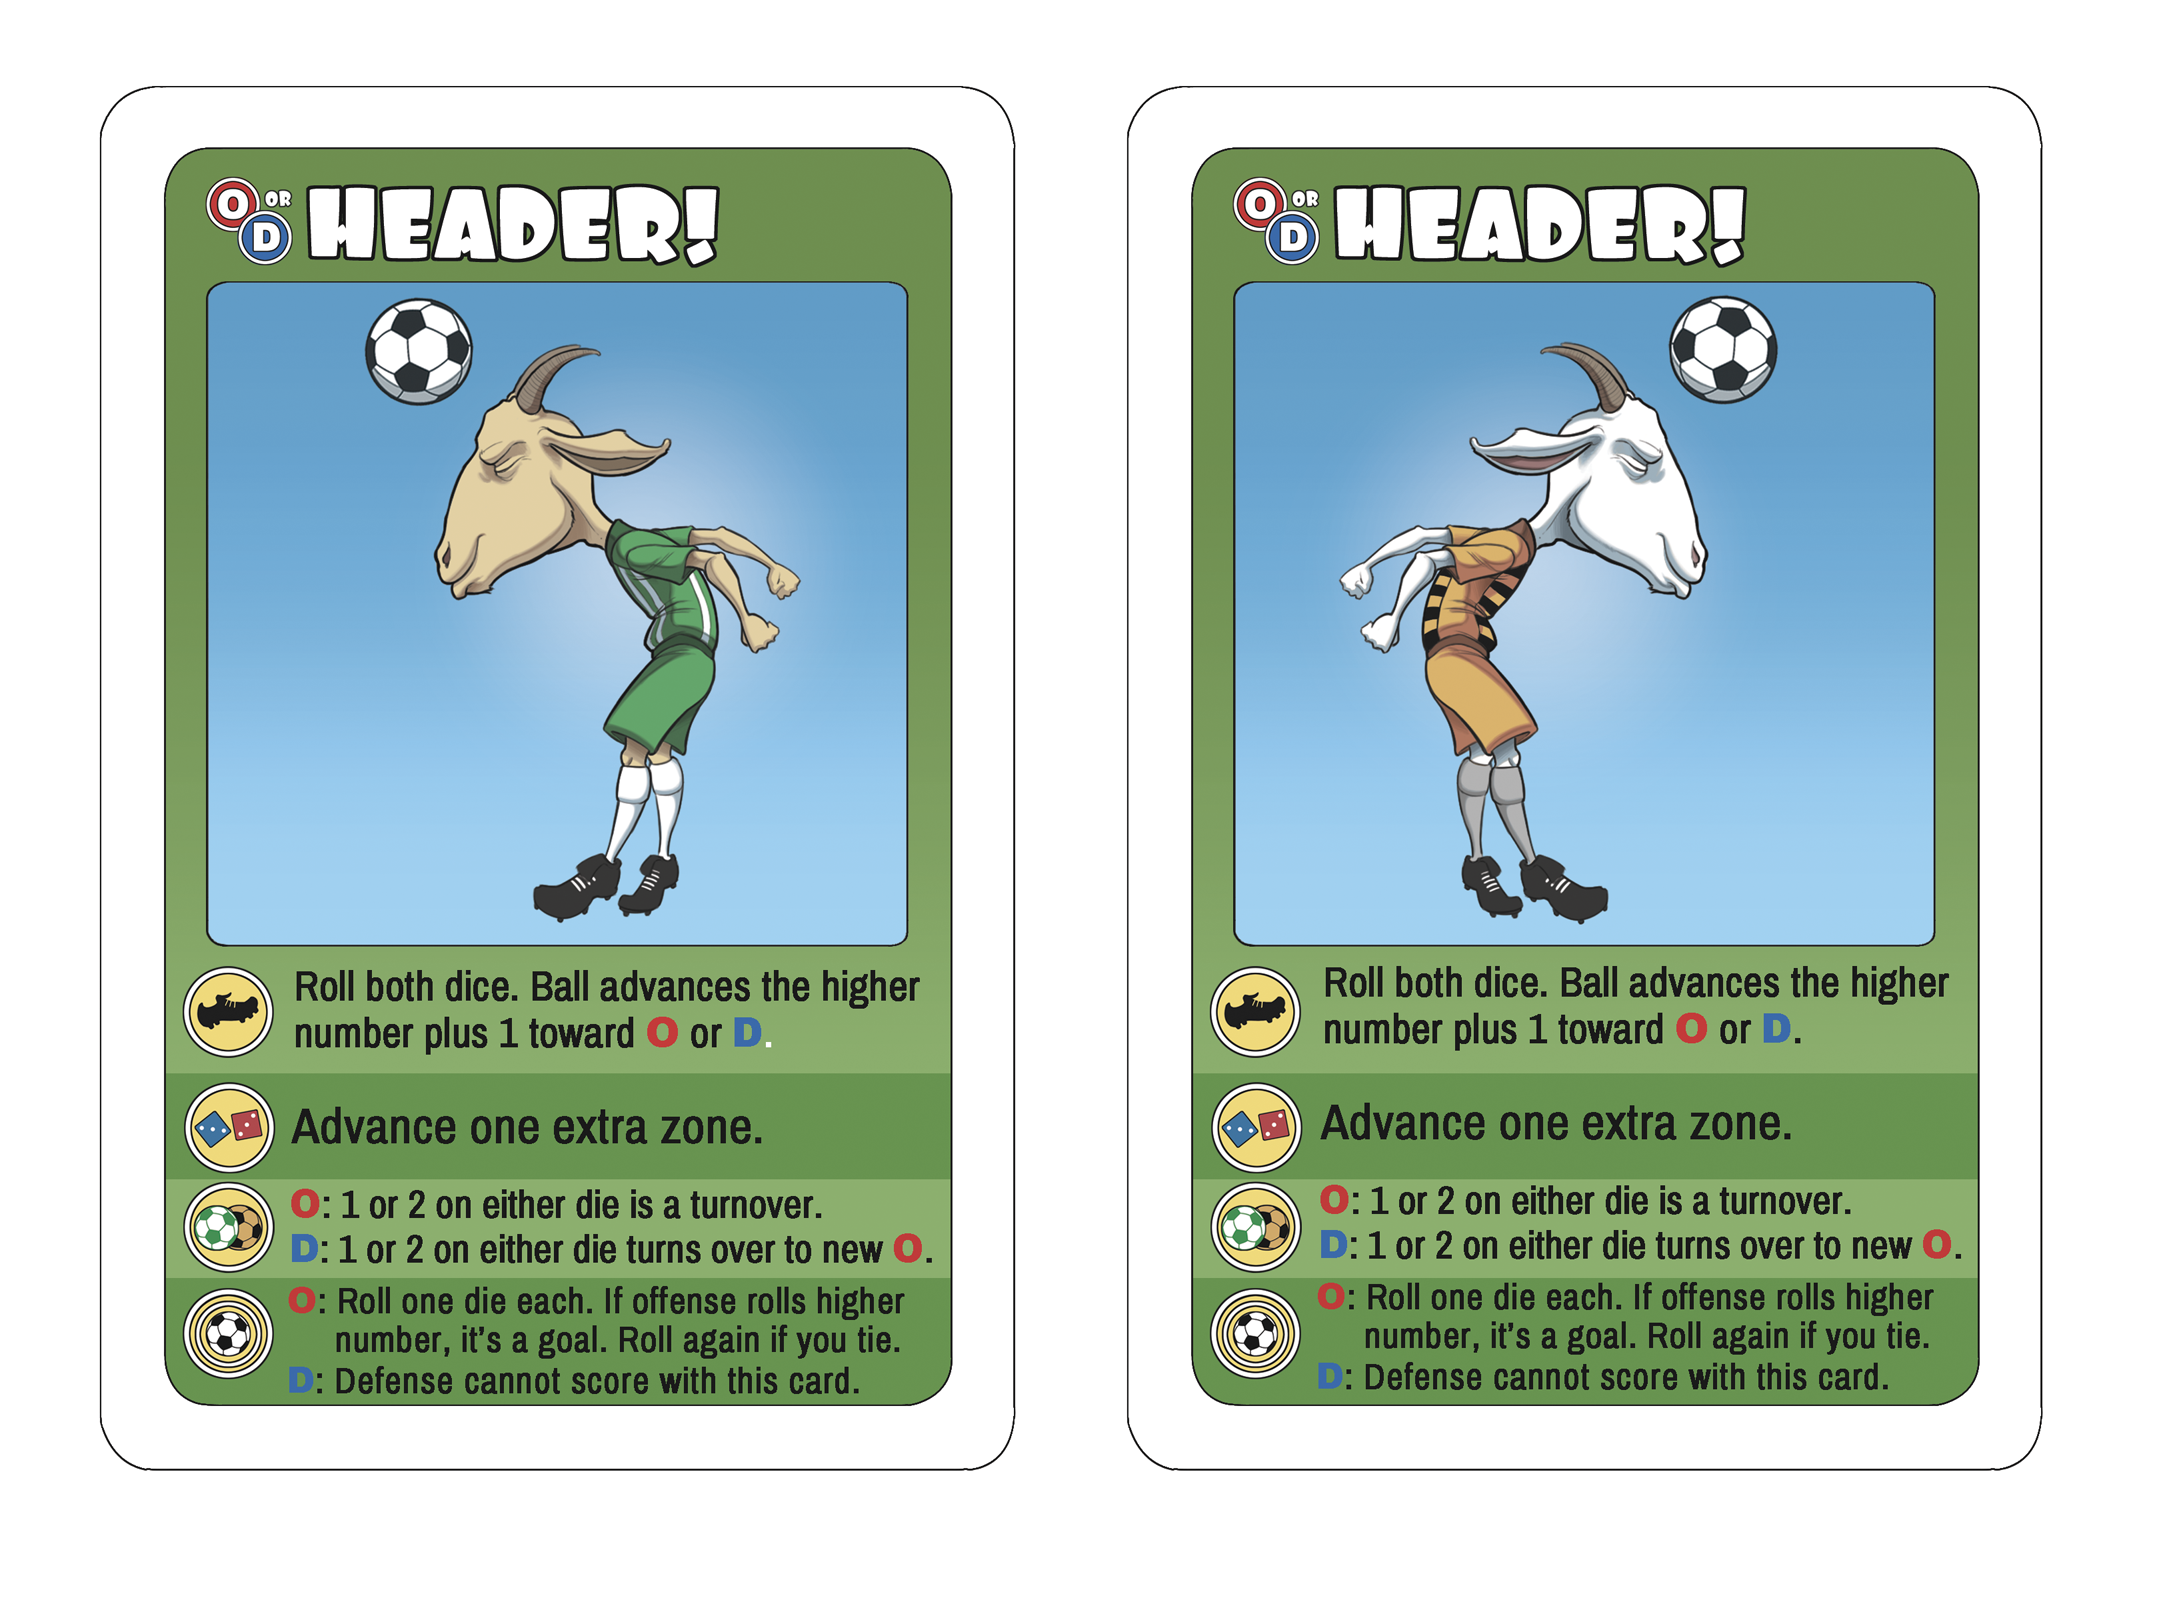 O OR D HEADER!
Roll both dice. Ball advances the higher
number plus 1 toward O or D.
Advance one extra zone.
O: 1 or 2 on either die is a turnover.
D: 1 or 2 on either die turns over to new O.
O: Roll one die each. If offense rolls higher
number, it's a goal. Roll again if you tie.
D: Defense cannot score with this card.
O OR D HEADER!
Roll both dice. Ball advances the higher
number plus 1 toward O or D.
Advance one extra zone.
O: 1 or 2 on either die is a turnover.
D: 1 or 2 on either die turns over to new O.
O: Roll one die each. If offense rolls higher
number, it's a goal. Roll again if you tie.
D: Defense cannot score with this card.